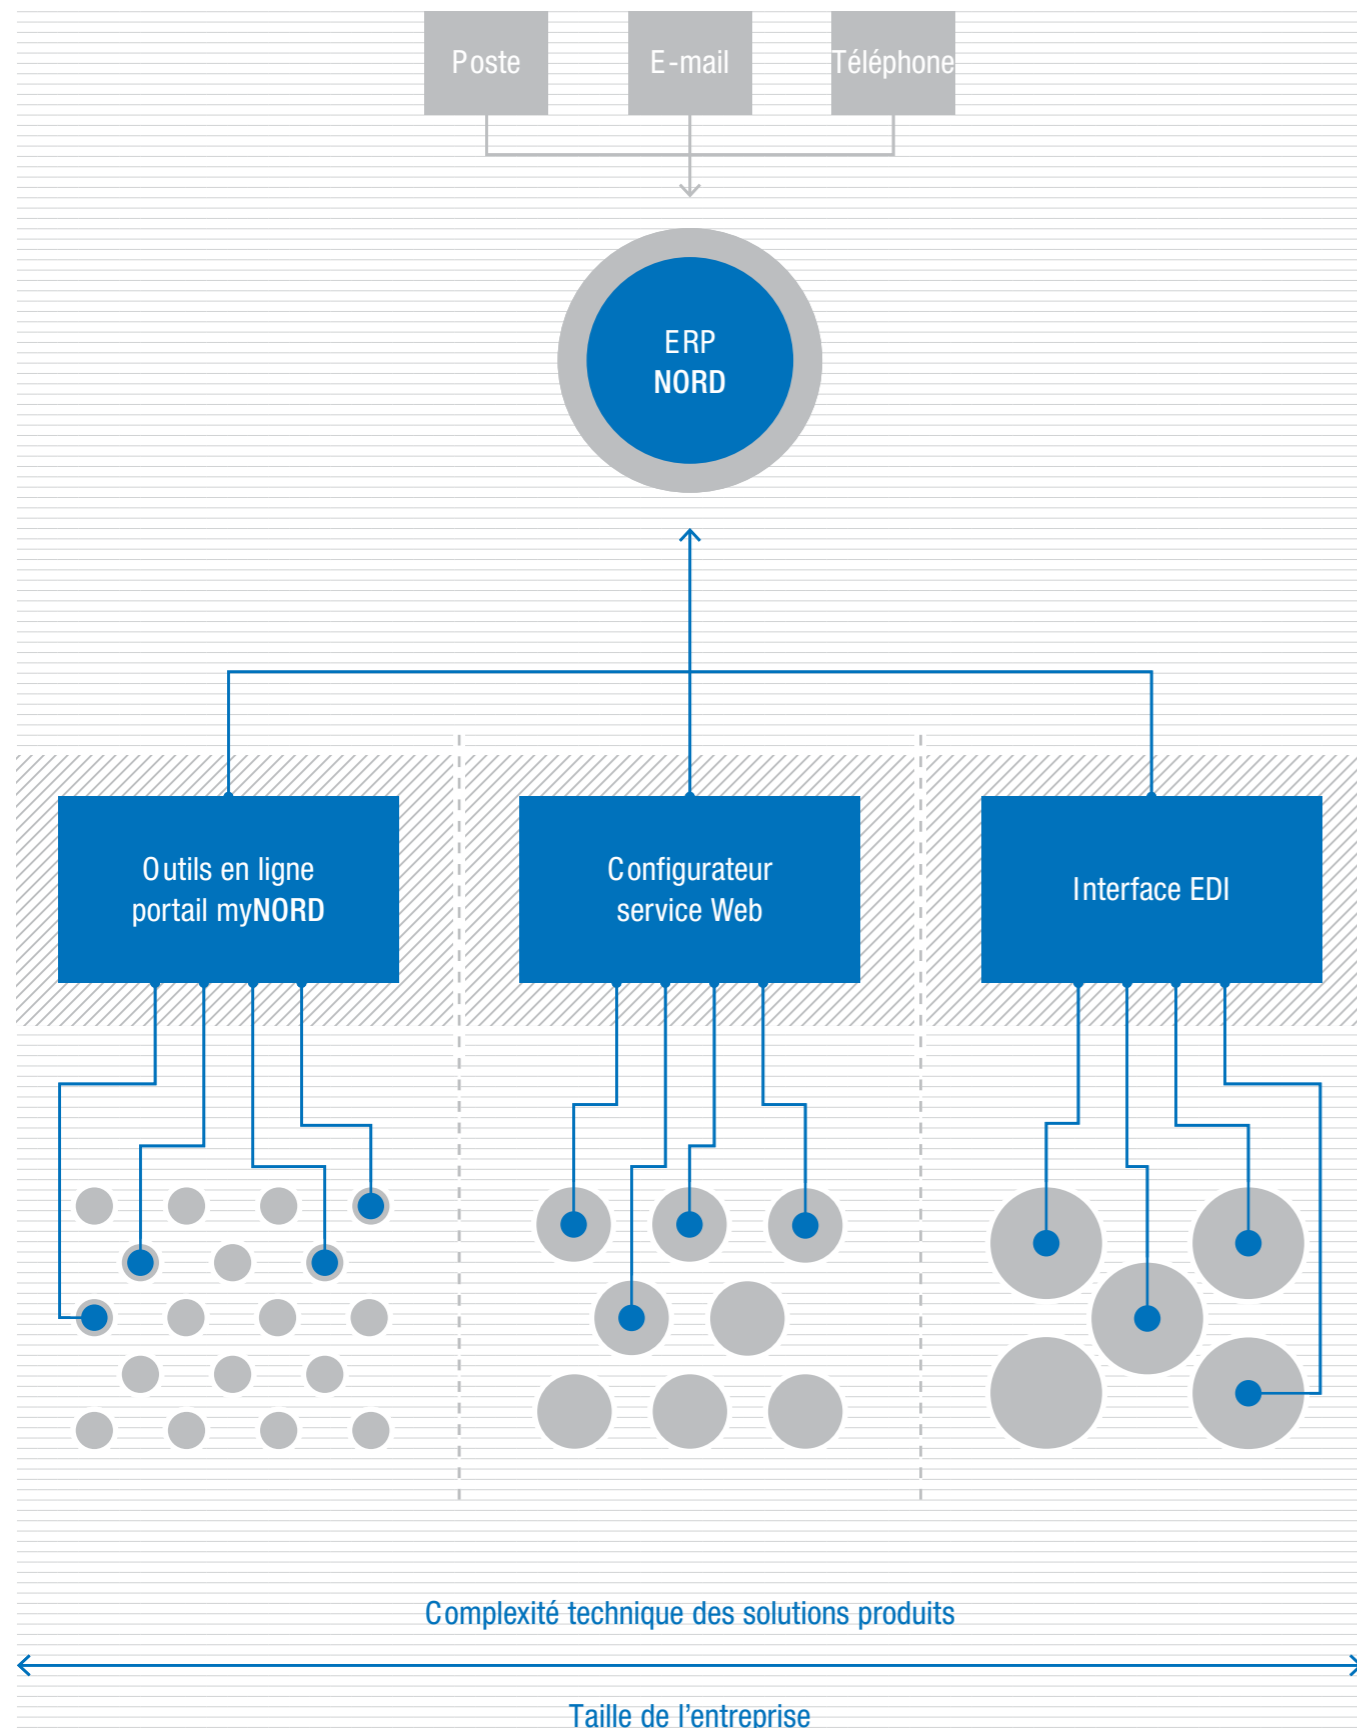 Poste
E-mail
Téléphone
ERP
NORD
Outils en ligne
portail myNORD
Configurateur
service Web
Interface EDI
Complexité technique des solutions produits
Taille de l'entreprise